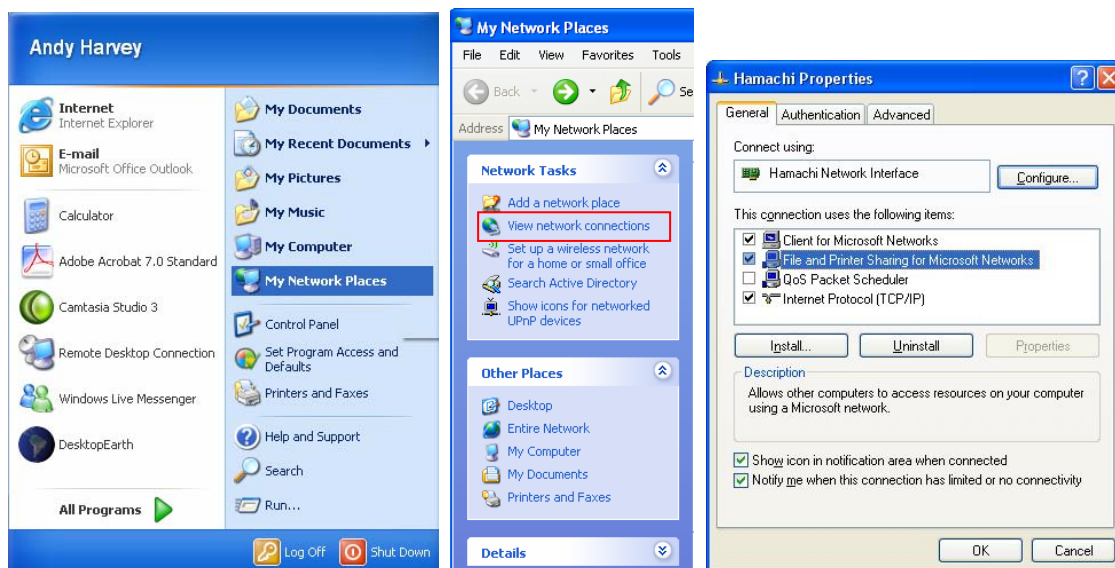 Andy Harvey
Internet
Internet Explorer
E-mail
Microsoft Office Outlook
Calculator
Adobe Acrobat 7.0 Standard
Camtasia Studio 3
Remote Desktop Connection
Windows Live Messenger
DesktopEarth
All Programs
My Documents
My Recent Documents
My Pictures
My Music
My Computer
My Network Places
Control Panel
Set Program Access and
Defaults
Printers and Faxes
Help and Support
Search
Run...
Log Off Shut Down
My Network Places
File Edit View Favorites Tools
Back Se
Address My Network Places
Network Tasks
Add a network place
View network connections
Set up a wireless network
for a home or small office
Search Active Directory
Show icons for networked
UPnP devices
Other Places
Desktop
Entire Network
My Computer
My Documents
Printers and Faxes
Details
Hamachi Properties
General Authentication Advanced
Connect using:
Hamachi Network Interface Configure...
This connection uses the following items:
Client for Microsoft Networks
File and Printer Sharing for Microsoft Networks
QoS Packet Scheduler
Internet Protocol (TCP/IP)
Install... Uninstall Properties
Description
Allows other computers to access resources on your computer
using a Microsoft network.
Show icon in notification area when connected
Notify me when this connection has limited or no connectivity
OK Cancel